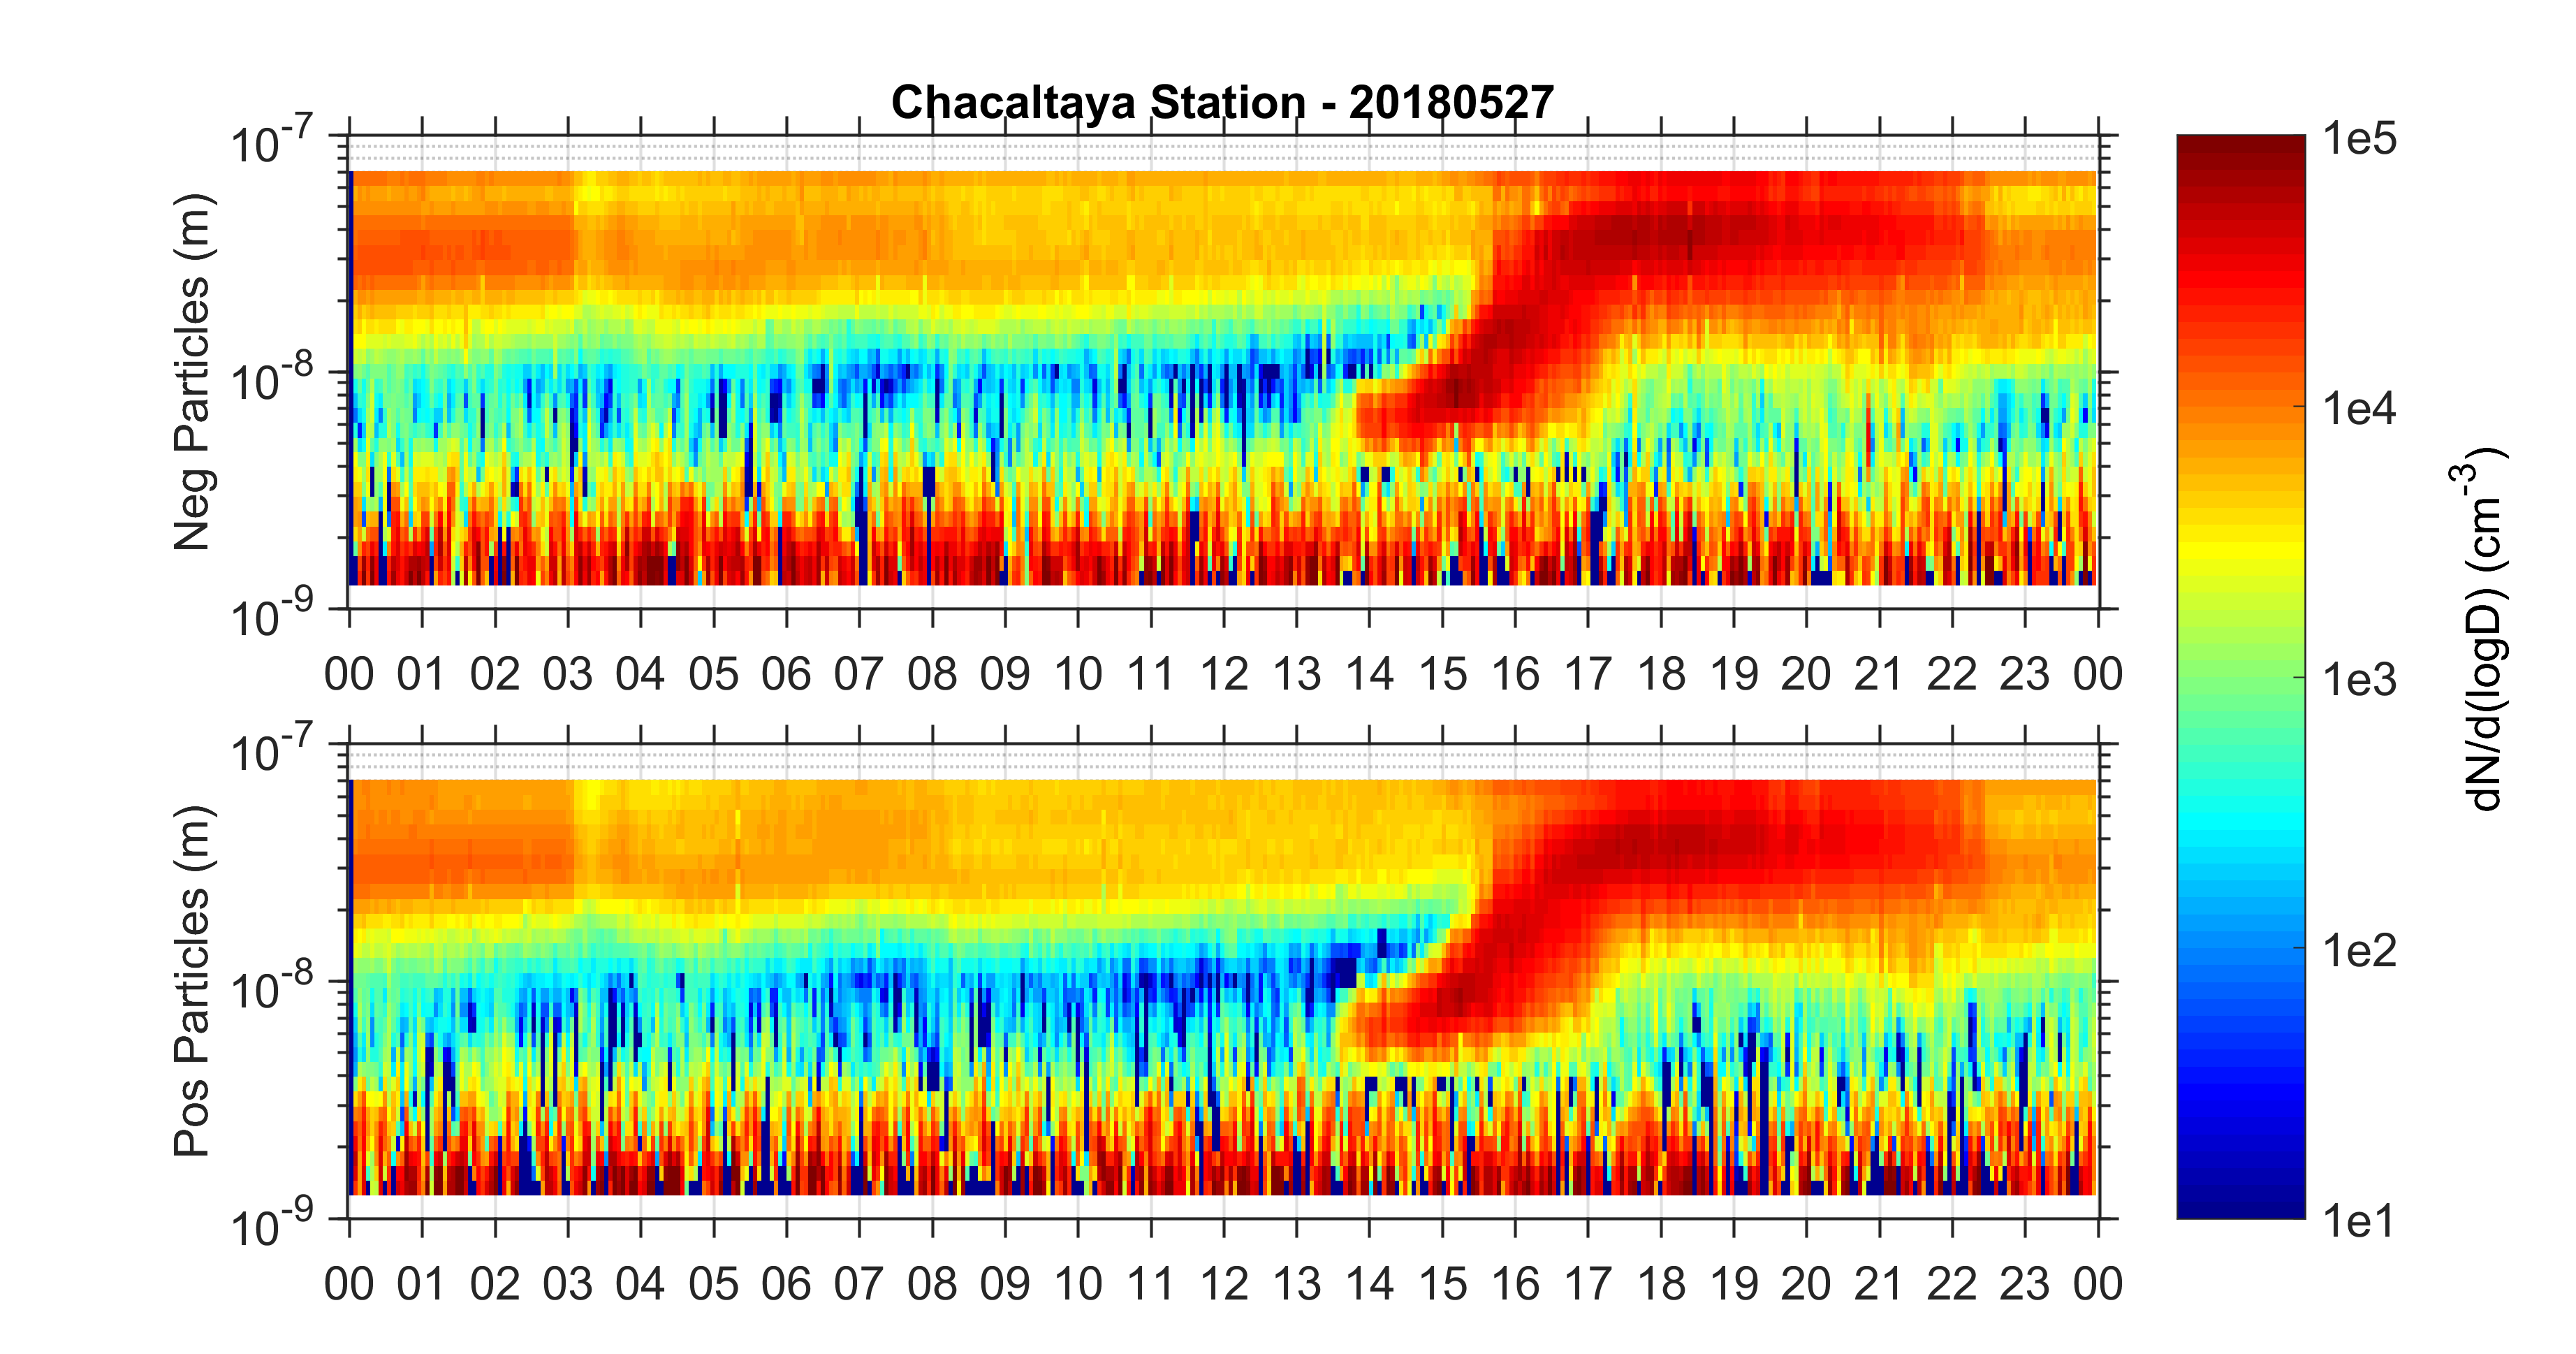 Chacaltaya Station - 20180527
10-7
10-8
10-9
Neg Particles (m)
00 01 02 03 04 05 06 07 08 09 10 11 12 13 14 15 16 17 18 19 20 21 22 23 00
10-7
10-8
10-9
Pos Particles (m)
00 01 02 03 04 05 06 07 08 09 10 11 12 13 14 15 16 17 18 19 20 21 22 23 00
1e5
1e4
1e3
1e2
1e1
dN/d(logD) (cm-3)